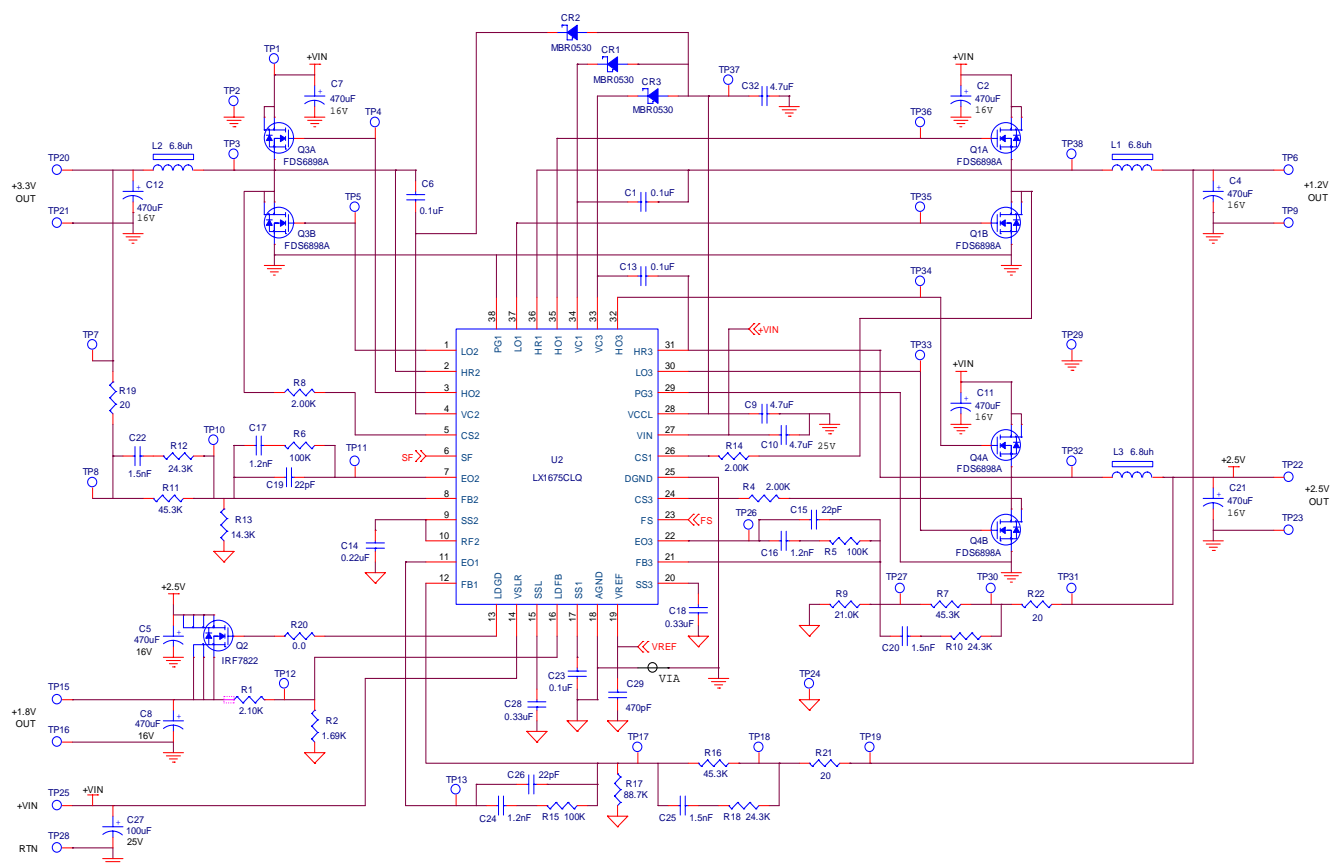 CR2
MBR0530
CR1
MBR0530
CR3
MBR0530
TP37
C32 4.7uF
TP1
+VIN
C7
470uF
16V
TP2
TP4
Q3A
FDS6898A
TP3
TP20
L2 6.8uh
+3.3V
OUT
C12
470uF
16V
TP21
C6
0.1uF
TP5
Q3B
FDS6898A
+VIN
C2
470uF
16V
TP36
Q1A
FDS6898A
TP38
L1 6.8uh
TP6
+1.2V
OUT
C4
470uF
16V
TP9
C1 0.1uF
TP35
Q1B
FDS6898A
C13 0.1uF
TP34
38
37
36
35
34
33
32
PG1
LO1
HR1
HO1
VC1
VC3
HO3
+VIN
TP33
TP29
TP7
R19
20
R8
2.00K
1
2
3
4
5
6
7
8
9
10
11
12
LO2
HR2
HO2
VC2
CS2
SF
EO2
FB2
SS2
RF2
EO1
FB1
U2
LX1675CLQ
HR3
LO3
PG3
VCCL
VIN
CS1
DGND
CS3
FS
EO3
FB3
SS3
31
30
29
28
27
26
25
24
23
22
21
20
+VIN
C11
470uF
16V
C9
4.7uF
25V
C10
4.7uF
R14
2.00K
Q4A
FDS6898A
TP32
L3 6.8uh
+2.5V
TP22
+2.5V
OUT
C21
470uF
16V
TP23
C22
1.5nF
R12
24.3K
TP10
C17
1.2nF
R6
100K
TP11
SF
C19
22pF
TP8
R11
45.3K
R13
14.3K
R4 2.00K
FS
TP26
C15
22pF
C16
1.2nF
R5 100K
Q4B
FDS6898A
C14
0.22uF
LDGD
VSLR
SSL
LDFB
SS1
AGND
VREF
13
14
15
16
17
18
19
C18
0.33uF
R9
21.0K
TP27
R7
45.3K
TP30
R22
20
TP31
C20
1.5nF
R10 24.3K
+2.5V
C5
470uF
16V
Q2
IRF7822
R20
0.0
VREF
VIA
TP15
+1.8V
OUT
C8
470uF
16V
TP16
R1
2.10K
TP12
R2
1.69K
C28
0.33uF
C23
0.1uF
C29
470pF
TP24
TP17
R16
45.3K
TP18
R21
20
TP19
TP13
C26
22pF
C24
1.2nF
R15 100K
R17
88.7K
C25
1.5nF
R18 24.3K
TP25
+VIN
+VIN
C27
100uF
25V
TP28
RTN